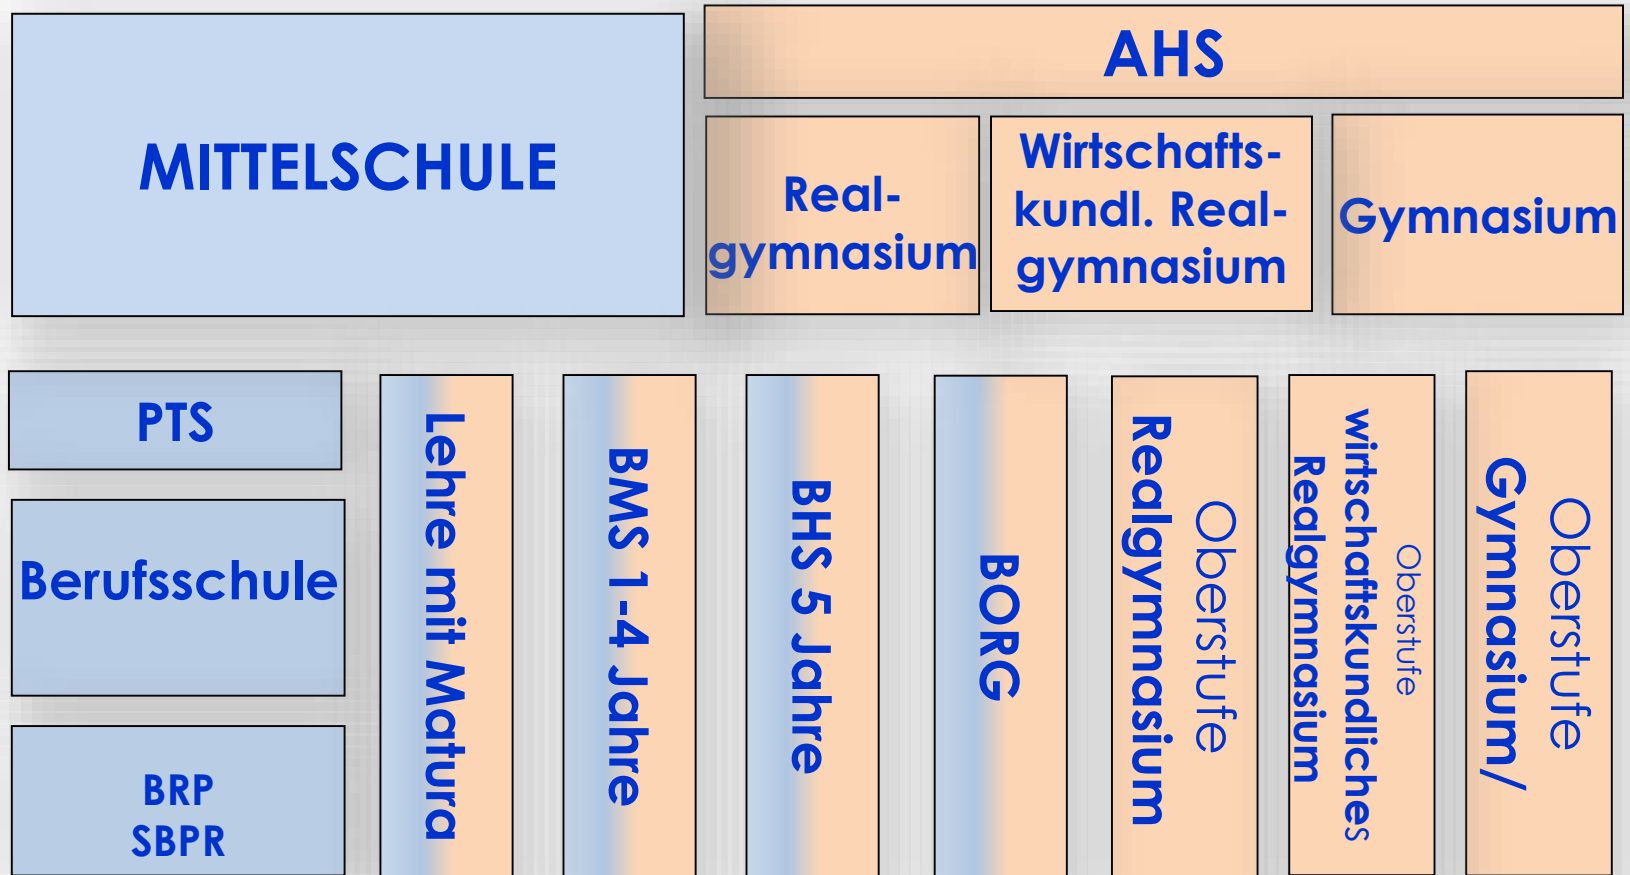 MITTELSCHULE
AHS
Real-
gymnasium
Wirtschafts-
kundl. Real-
gymnasium
Gymnasium
PTS
Berufsschule
BRP
SBPR
Lehre mit Matura
BMS 1-4 Jahre
BHS 5 Jahre
BORG
Oberstufe
Realgymnasium
Oberstufe
wirtschaftskundliches
Realgymnasium
Oberstufe
Gymnasium/